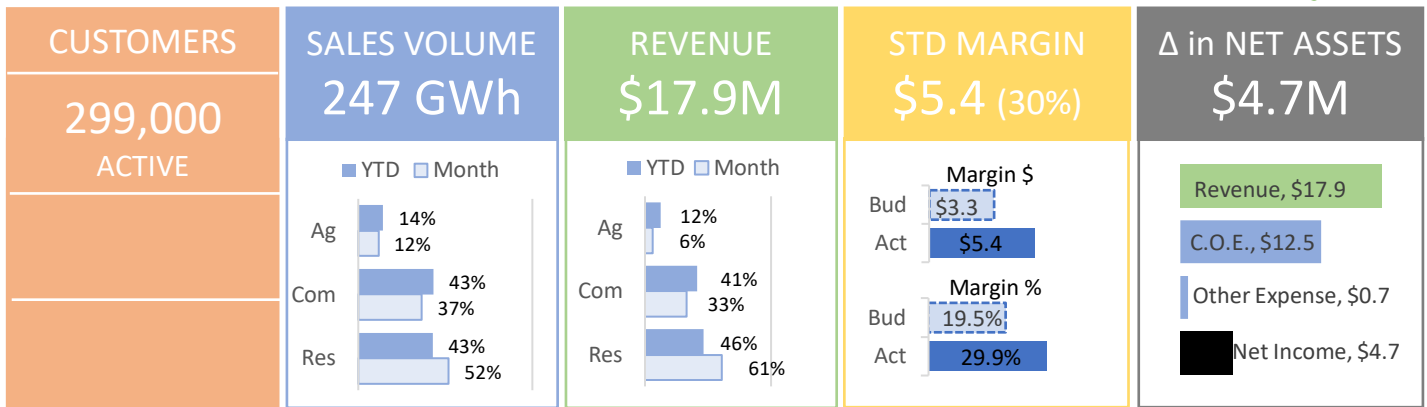 CUSTOMERS
299,000
ACTIVE
SALES VOLUME
247 GWh
YTD Month
Ag 14%
12%
Com 43%
37%
Res 43%
52%
REVENUE
$17.9M
YTD Month
Ag 12%
6%
Com 41%
33%
Res 46%
61%
STD MARGIN
$5.4 (30%)
Margin $
Bud $3.3
Act $5.4
Margin %
Bud 19.5%
Act 29.9%
Δ in NET ASSETS
$4.7M
Revenue, $17.9
C.O.E., $12.5
Other Expense, $0.7
Net Income, $4.7